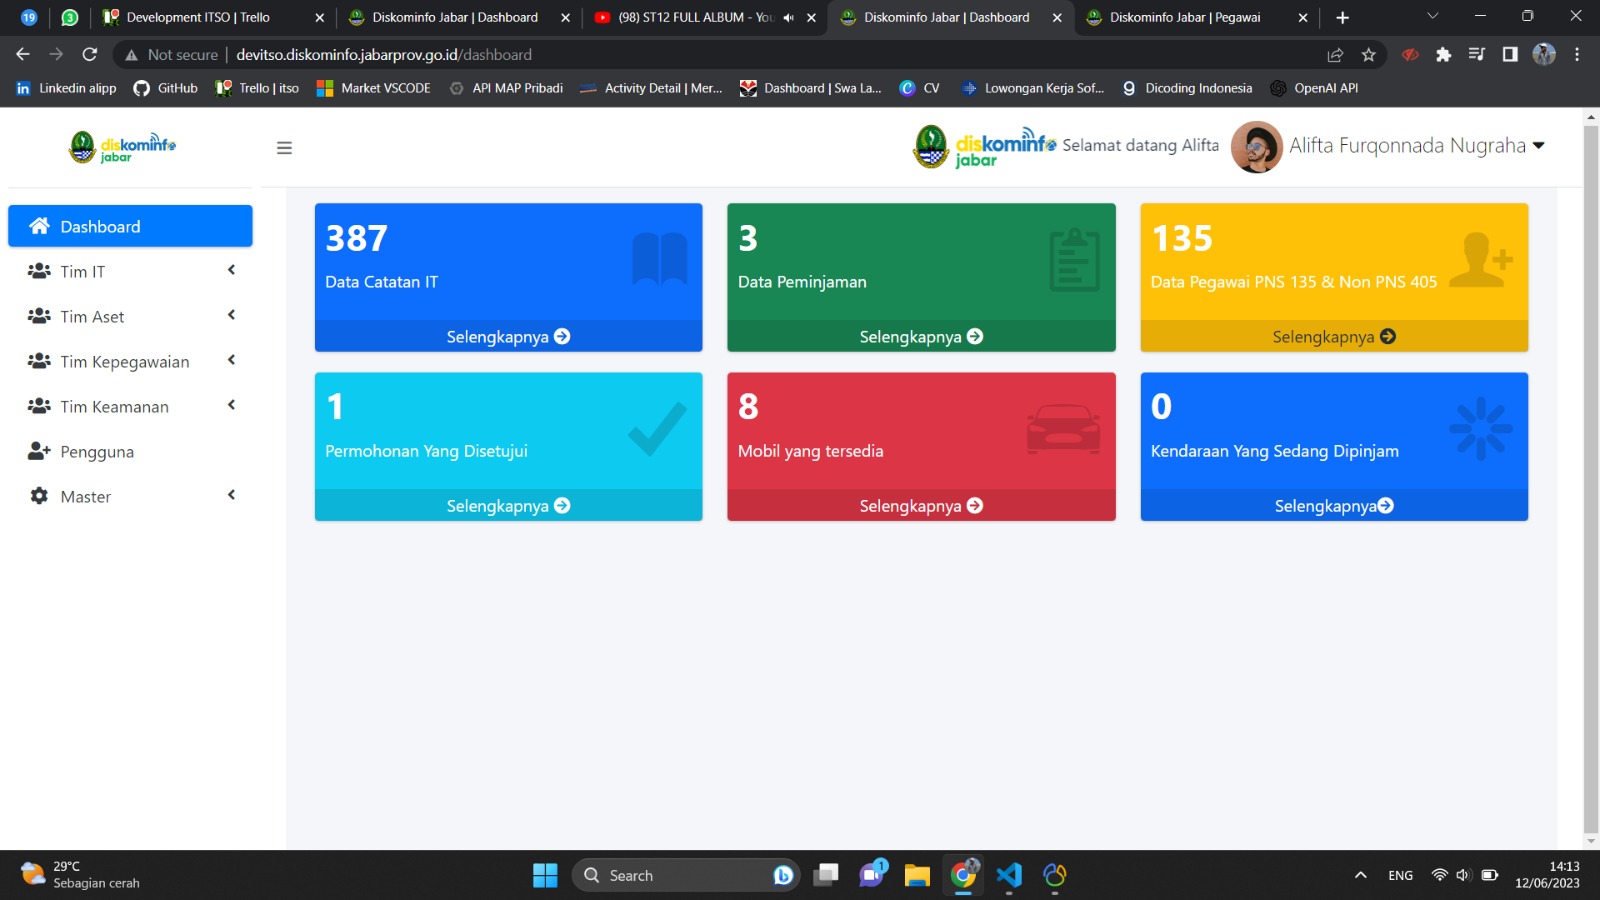 19
3
Development ITSO | Trello
Diskominfo Jabar | Dashboard
(98) ST12 FULL ALBUM - You
Diskominfo Jabar | Dashboard
Diskominfo Jabar | Pegawai
Not secure | devitso.diskominfo.jabarprov.go.id/dashboard
Linkedin alipp
GitHub
Trello | itso
Market VSCODE
API MAP Pribadi
Activity Detail | Mer...
Dashboard | Swa La...
CV
Lowongan Kerja Sof...
Dicoding Indonesia
OpenAI API
diskominfo
jabar
diskominfo
jabar
Selamat datang Alifta
Alifta Furqonnada Nugraha
Dashboard
Tim IT
Tim Aset
Tim Kepegawaian
Tim Keamanan
Pengguna
Master
387
Data Catatan IT
Selengkapnya
3
Data Peminjaman
Selengkapnya
135
Data Pegawai PNS 135 & Non PNS 405
Selengkapnya
1
Permohonan Yang Disetujui
Selengkapnya
8
Mobil yang tersedia
Selengkapnya
0
Kendaraan Yang Sedang Dipinjam
Selengkapnya
29°C
Sebagian cerah
Search
1
ENG
14:13
12/06/2023